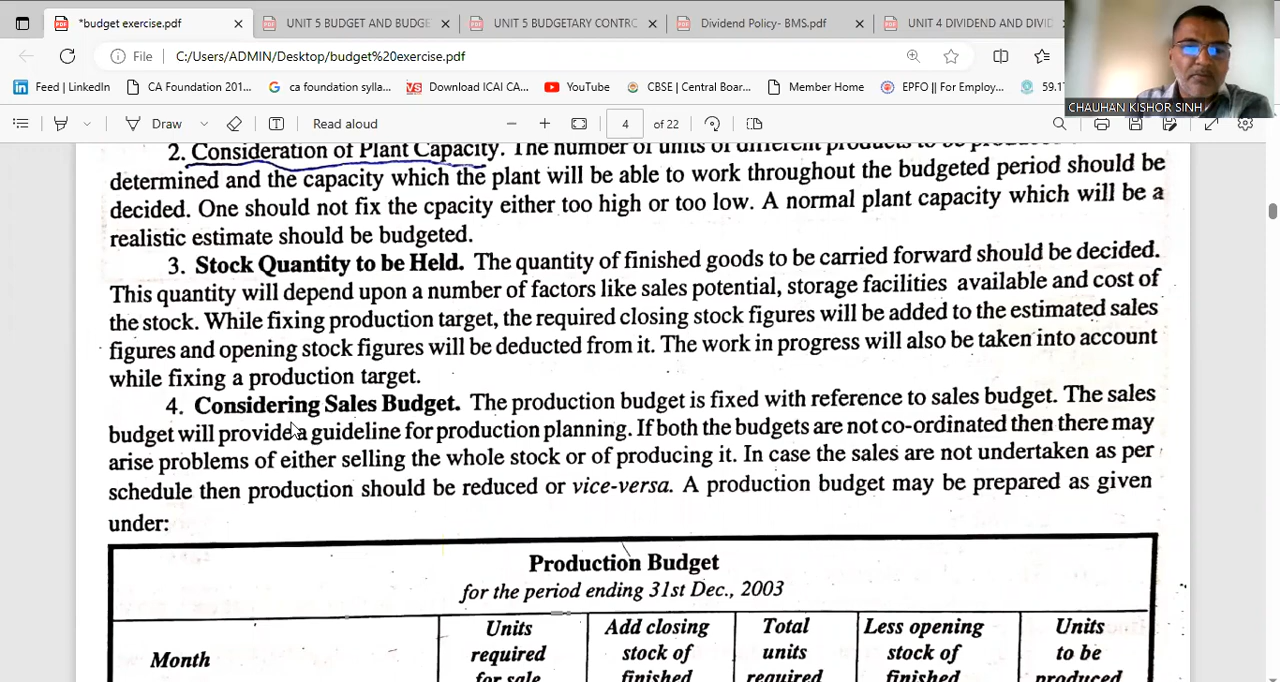 *budget exercise.pdf
UNIT 5 BUDGET AND BUDGE
UNIT 5 BUDGETARY CONTRC
Dividend Policy- BMS.pdf
UNIT 4 DIVIDEND AND DIVID
File
C:/Users/ADMIN/Desktop/budget%20exercise.pdf
Feed | LinkedIn
CA Foundation 201...
ca foundation sylla...
Download ICAI CA...
YouTube
CBSE | Central Boar...
Member Home
EPFO || For Employ...
59.1
CHAUHAN KISHOR SINH
Draw
Read aloud
4 of 22
2. Consideration of Plant Capacity. The number of units of different products to be
determined and the capacity which the plant will be able to work throughout the budgeted period should be
decided. One should not fix the cpacity either too high or too low. A normal plant capacity which will be a
realistic estimate should be budgeted.
3. Stock Quantity to be Held. The quantity of finished goods to be carried forward should be decided.
This quantity will depend upon a number of factors like sales potential, storage facilities available and cost of
the stock. While fixing production target, the required closing stock figures will be added to the estimated sales
figures and opening stock figures will be deducted from it. The work in progress will also be taken into account
while fixing a production target.
4. Considering Sales Budget. The production budget is fixed with reference to sales budget. The sales
budget will provide a guideline for production planning. If both the budgets are not co-ordinated then there may
arise problems of either selling the whole stock or of producing it. In case the sales are not undertaken as per
schedule then production should be reduced or vice-versa. A production budget may be prepared as given
under:
Production Budget
for the period ending 31st Dec., 2003
Month
Units
required
for sale
Add closing
stock of
finished
Total
units
required
Less opening
stock of
finished
Units
to be
produced